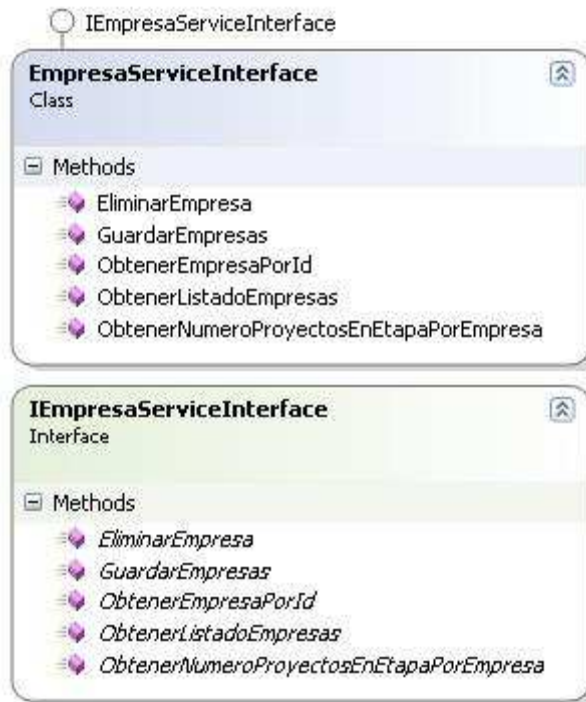 IEmpresaServiceInterface
EmpresaServiceInterface
Class
Methods
EliminarEmpresa
GuardarEmpresas
ObtenerEmpresaPorId
ObtenerListadoEmpresas
ObtenerNumeroProyectosEnEtapaPorEmpresa
IEmpresaServiceInterface
Interface
Methods
EliminarEmpresa
GuardarEmpresas
ObtenerEmpresaPorId
ObtenerListadoEmpresas
ObtenerNumeroProyectosEnEtapaPorEmpresa